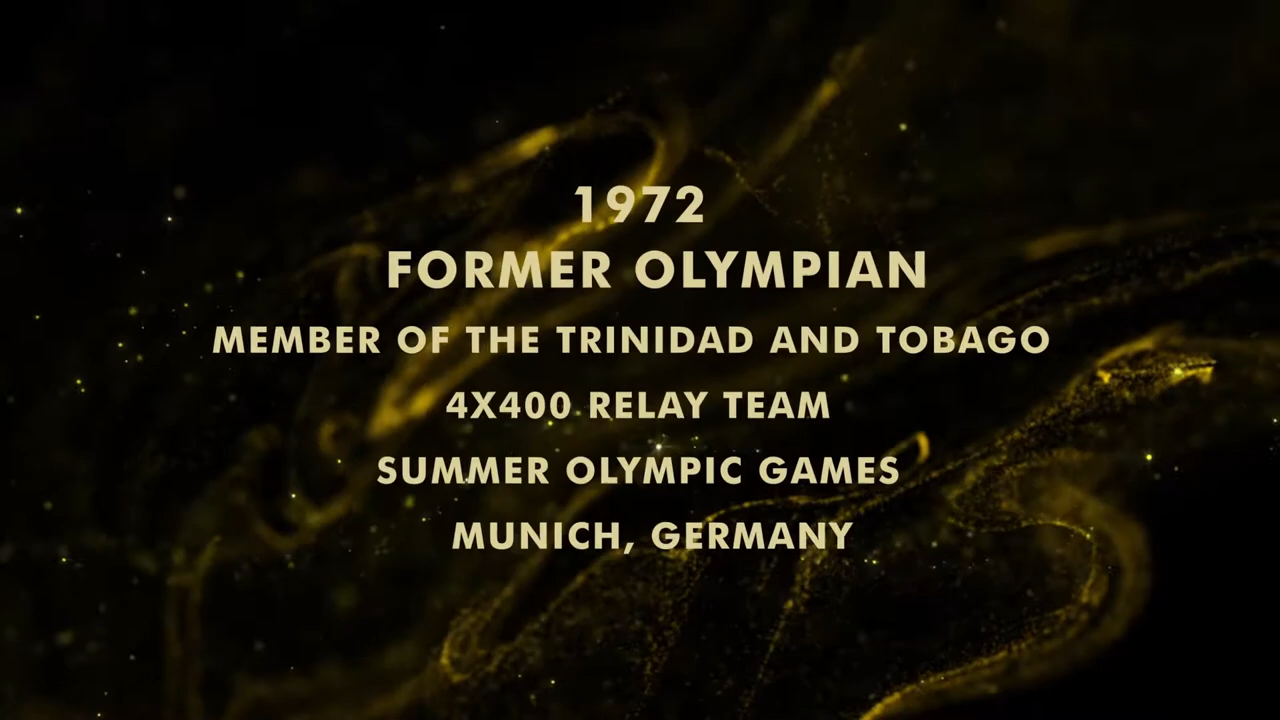 1972
FORMER OLYMPIAN
MEMBER OF THE TRINIDAD AND TOBAGO
4X400 RELAY TEAM
SUMMER OLYMPIC GAMES
MUNICH, GERMANY